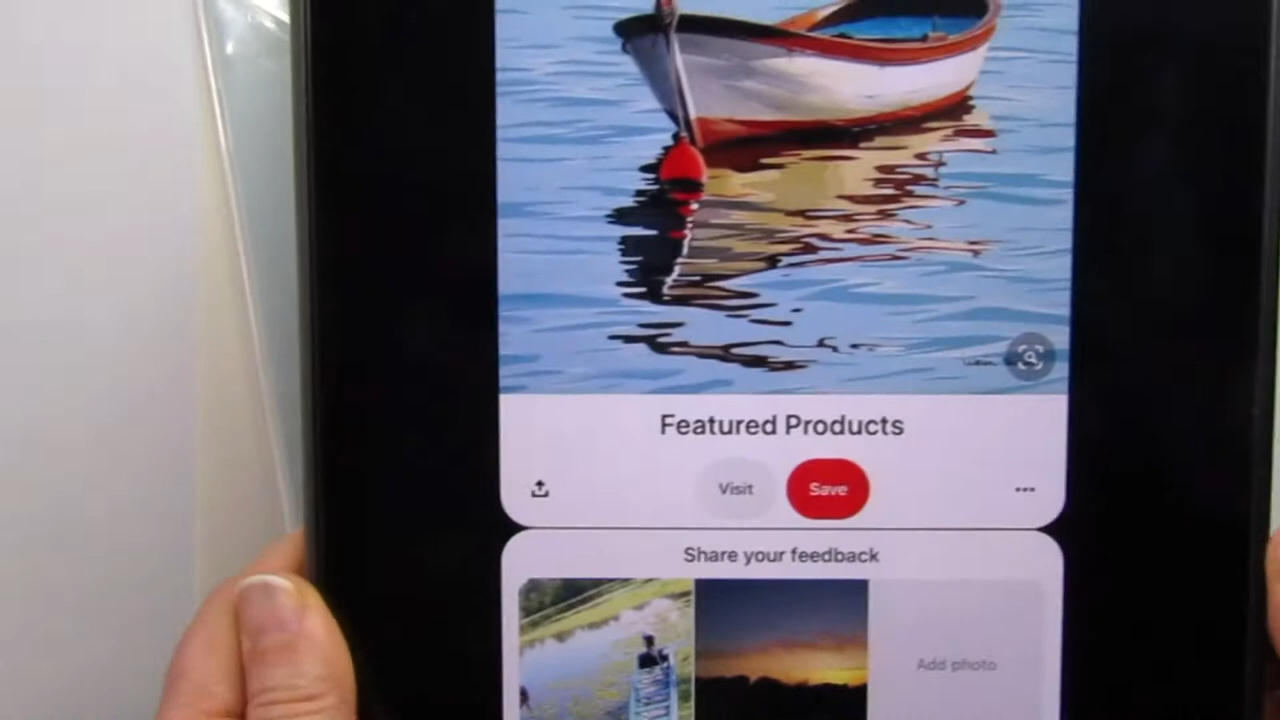 Featured Products
Visit
Save
Share your feedback
Add photo